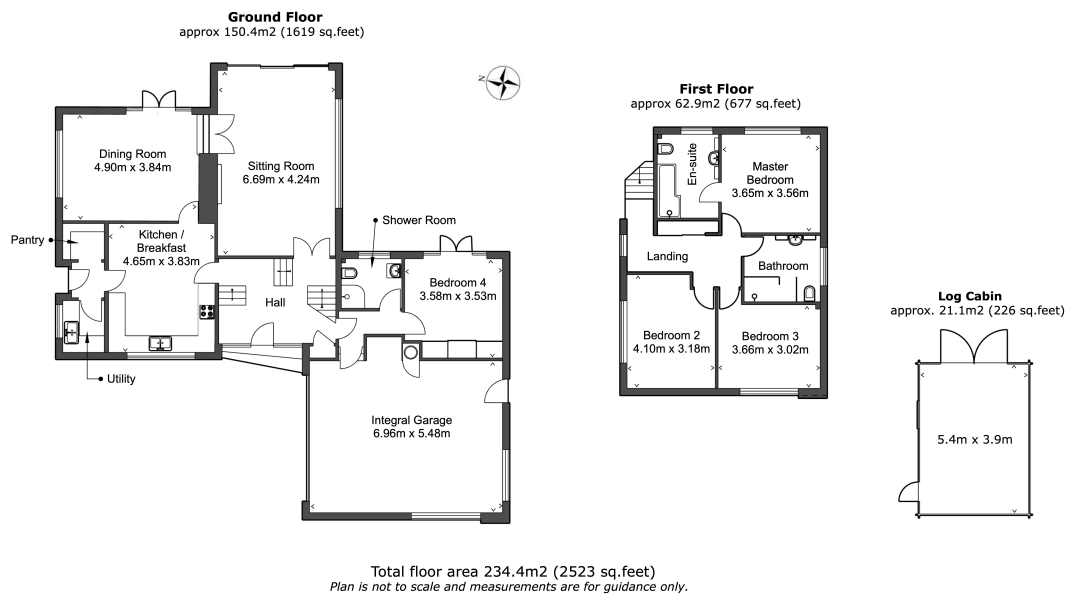 Ground Floor
approx 150.4m2 (1619 sq.feet)
N
Dining Room
4.90m x 3.84m
Sitting Room
6.69m x 4.24m
Shower Room
Pantry
Kitchen /
Breakfast
4.65m x 3.83m
Hall
Bedroom 4
3.58m x 3.53m
Utility
Integral Garage
6.96m x 5.48m
First Floor
approx 62.9m2 (677 sq.feet)
En-suite
Master
Bedroom
3.65m x 3.56m
Landing
Bathroom
Bedroom 2
4.10m x 3.18m
Bedroom 3
3.66m x 3.02m
Log Cabin
approx. 21.1m2 (226 sq.feet)
5.4m x 3.9m
Total floor area 234.4m2 (2523 sq.feet)
Plan is not to scale and measurements are for guidance only.